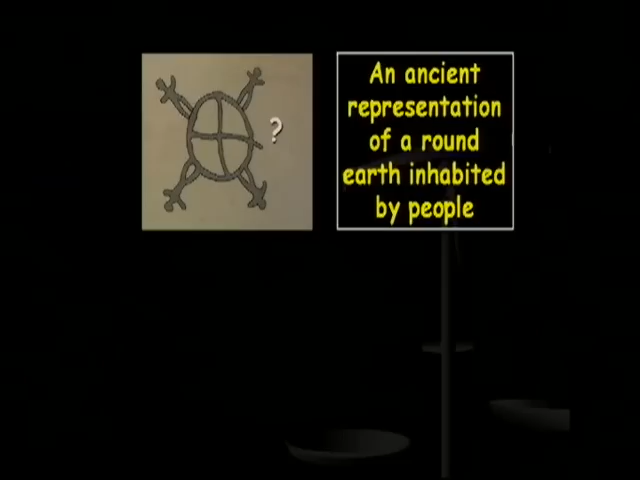 ?
An ancient
representation
of a round
earth inhabited
by people